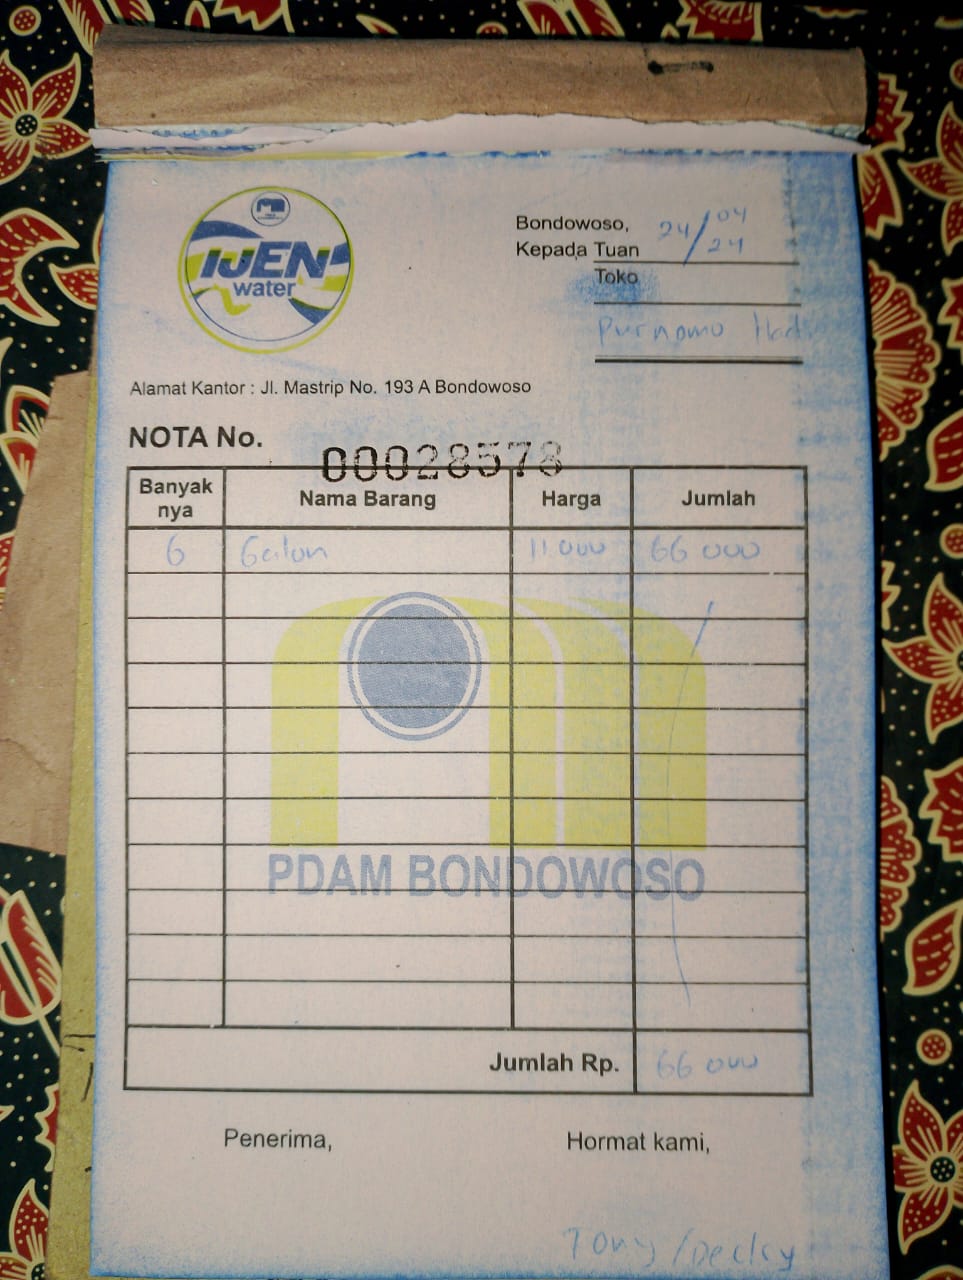 IJEN
water
Bondowoso, 24/04/24
Kepada Tuan
Toko
Purnomo Hadi
Alamat Kantor : Jl. Mastrip No. 193 A Bondowoso
NOTA No. 00028578
Banyak nya Nama Barang Harga Jumlah
6 Galon 11 000 66 000
PDAM BONDOWOSO
Jumlah Rp. 66 000
Penerima, Hormat kami,
Tony / Decky